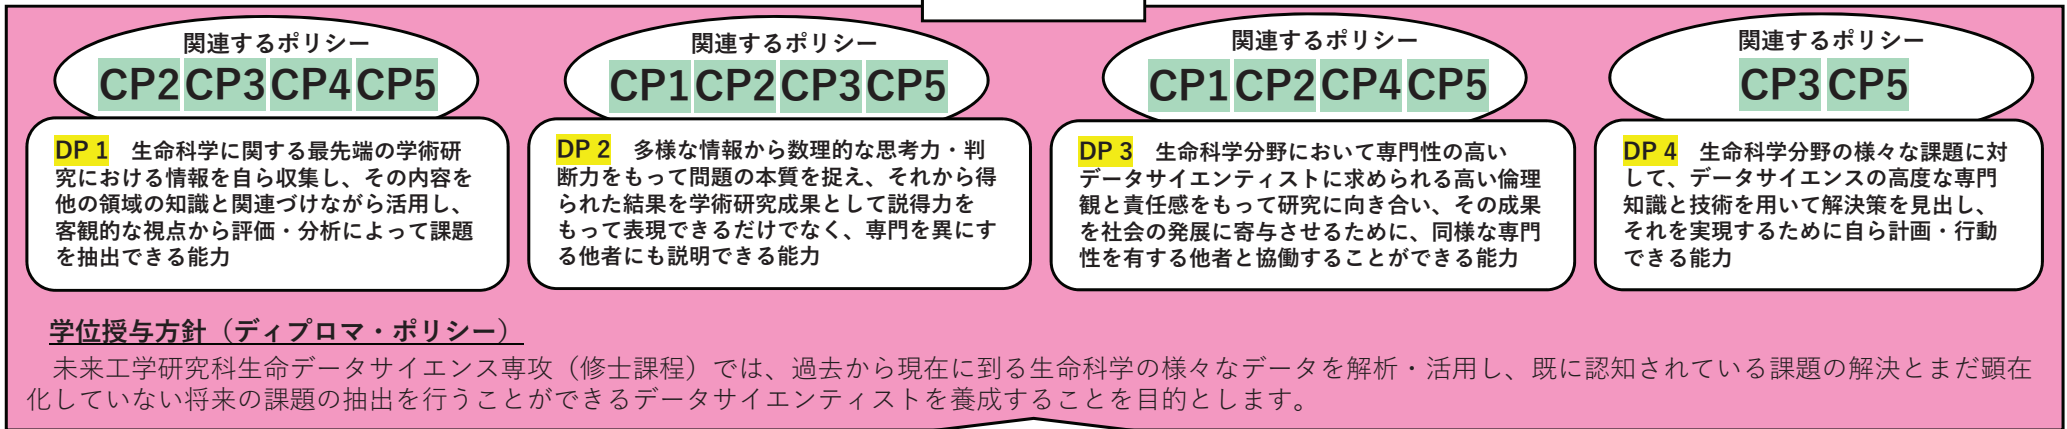 関連するポリシー
CP2 CP3 CP4 CP5
DP 1　生命科学に関する最先端の学術研
究における情報を自ら収集し、その内容を
他の領域の知識と関連づけながら活用し、
客観的な視点から評価・分析によって課題
を抽出できる能力
関連するポリシー
CP1 CP2 CP3 CP5
DP 2　多様な情報から数理的な思考力・判
断力をもって問題の本質を捉え、それから得
られた結果を学術研究成果として説得力を
もって表現できるだけでなく、専門を異にす
る他者にも説明できる能力
関連するポリシー
CP1 CP2 CP4 CP5
DP 3　生命科学分野において専門性の高い
データサイエンティストに求められる高い倫理
観と責任感をもって研究に向き合い、その成果
を社会の発展に寄与させるために、同様な専門
性を有する他者と協働することができる能力
関連するポリシー
CP3 CP5
DP 4　生命科学分野の様々な課題に対
して、データサイエンスの高度な専門
知識と技術を用いて解決策を見出し、
それを実現するために自ら計画・行動
できる能力
学位授与方針（ディプロマ・ポリシー）
未来工学研究科生命データサイエンス専攻（修士課程）では、過去から現在に到る生命科学の様々なデータを解析・活用し、既に認知されている課題の解決とまだ顕在
化していない将来の課題の抽出を行うことができるデータサイエンティストを養成することを目的とします。